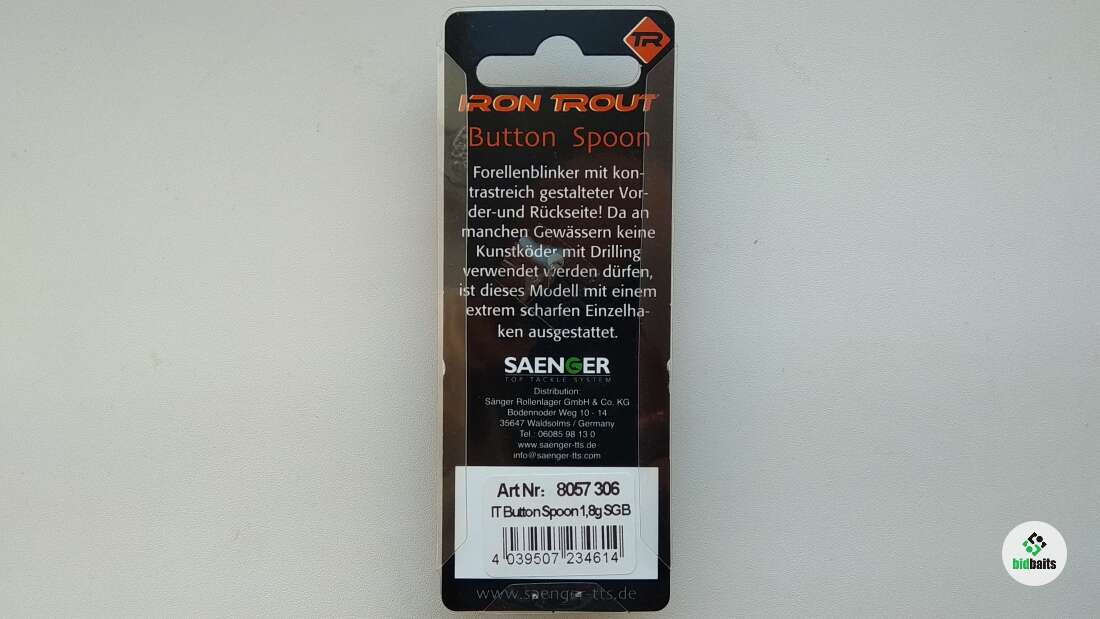 TR
IRON TROUT
Button Spoon
Forellenblinker mit kon-
trastreich gestalteter Vor-
der-und Rückseite! Da an
manchen Gewässern keine
Kunstköder mit Drilling
verwendet werden dürfen,
ist dieses Modell mit einem
extrem scharfen Einzelha-
ken ausgestattet.
SAENGER
TOP TACKLE SYSTEM
Distribution:
Sänger Rollenlager GmbH & Co. KG
Bodennoder Weg 10 - 14
35647 Waldsolms / Germany
Tel.: 06085 98 13 0
www.saenger-tts.de
info@saenger-tts.com
Art Nr: 8057 306
IT Button Spoon 1,8g SGB
4 039507 234614
www.saenger-tts.de
bidbaits